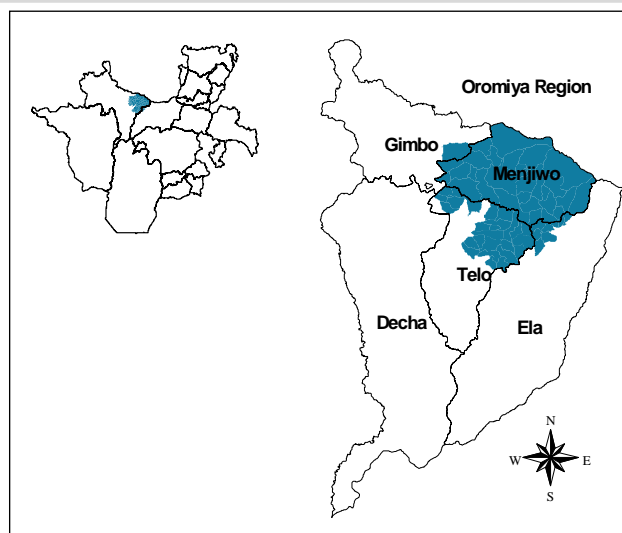 Oromiya Region
Gimbo
Menjiwo
Telo
Decha
Ela
N
W
E
S